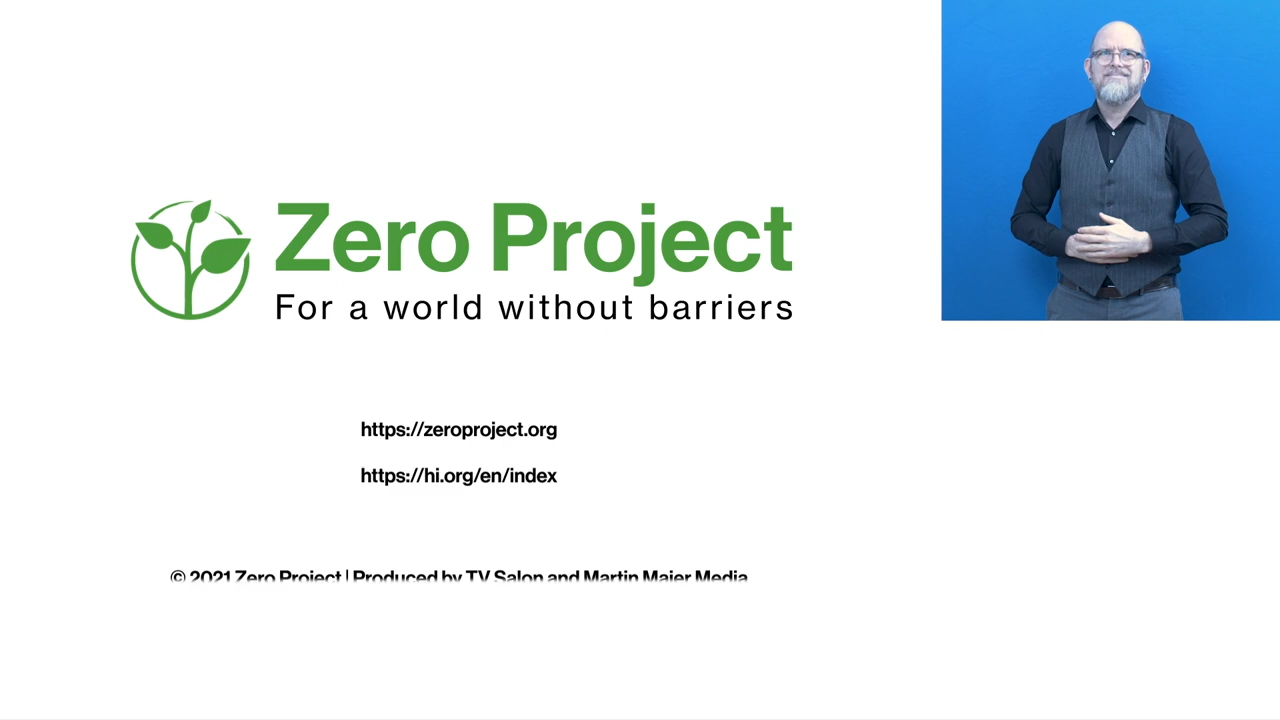 Zero Project
For a world without barriers
https://zeroproject.org
https://hi.org/en/index
© 2021 Zero Project | Produced by TV Salon and Martin Maier Media